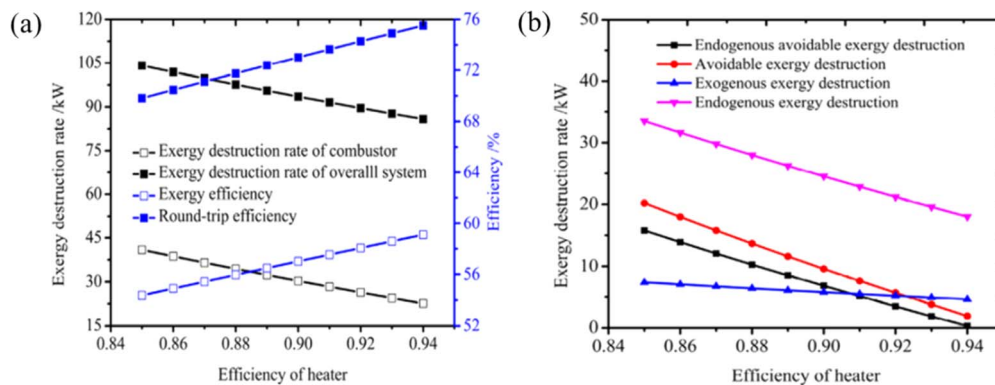 (a)
120
105
90
75
60
45
30
15
Exergy destruction rate /kW
Exergy destruction rate of combustor
Exergy destruction rate of overalll system
Exergy efficiency
Round-trip efficiency
76
72
68
64
60
56
52
Efficiency /%
0.84 0.86 0.88 0.90 0.92 0.94
Efficiency of heater
(b)
50
40
30
20
10
0
Exergy destruction rate /kW
Endogenous avoidable exergy destruction
Avoidable exergy destruction
Exogenous exergy destruction
Endogenous exergy destruction
0.84 0.86 0.88 0.90 0.92 0.94
Efficiency of heater